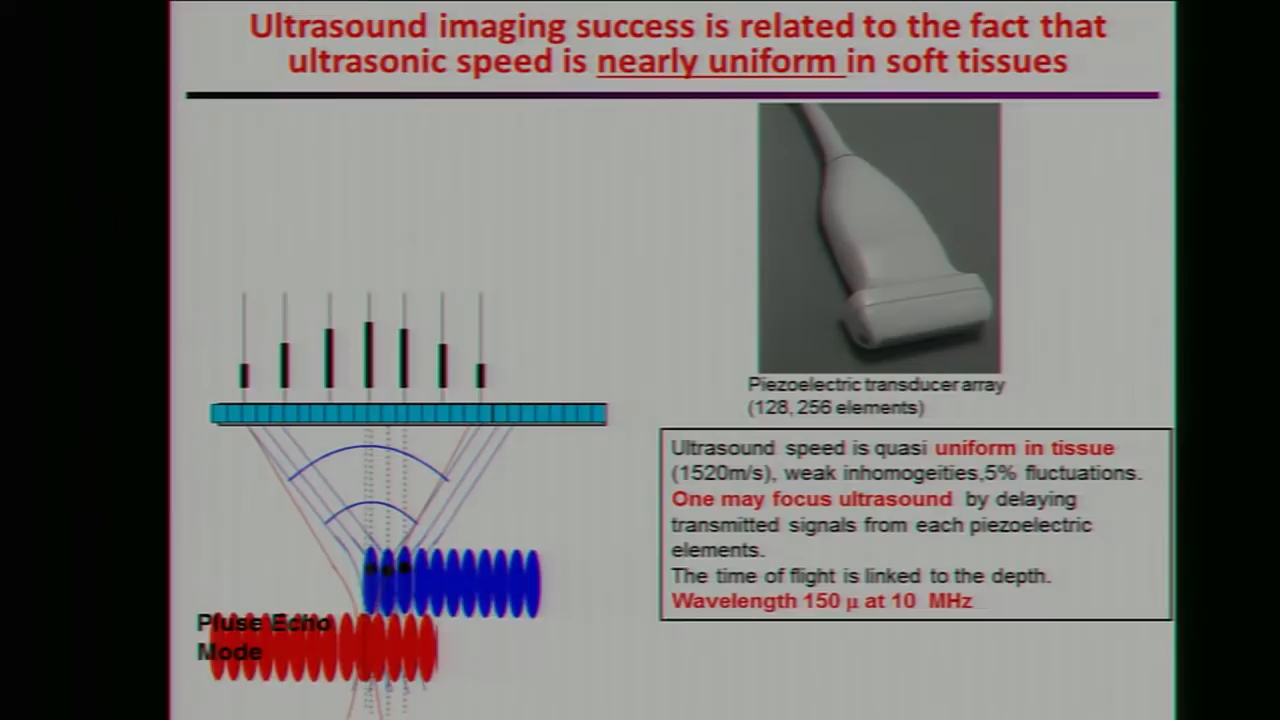 Ultrasound imaging success is related to the fact that
ultrasonic speed is nearly uniform in soft tissues
Piezoelectric transducer array
(128, 256 elements)
Ultrasound speed is quasi uniform in tissue
(1520m/s), weak inhomogeities,5% fluctuations.
One may focus ultrasound by delaying
transmitted signals from each piezoelectric
elements.
The time of flight is linked to the depth.
Wavelength 150 µ at 10 MHz
Pluse Echo
Mode